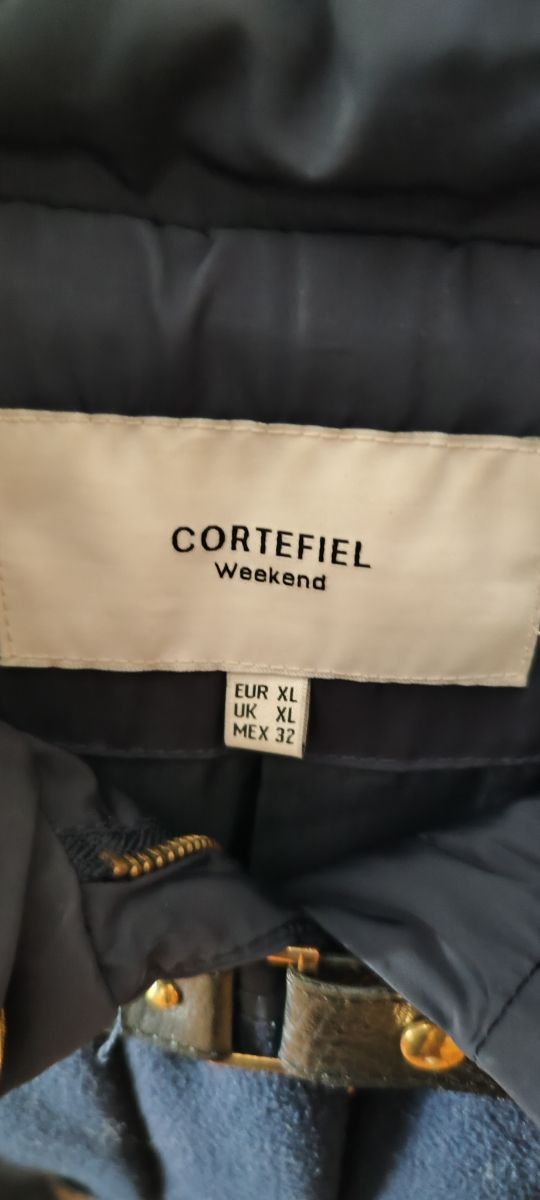 CORTEFIEL
Weekend
EUR XL
UK XL
MEX 32